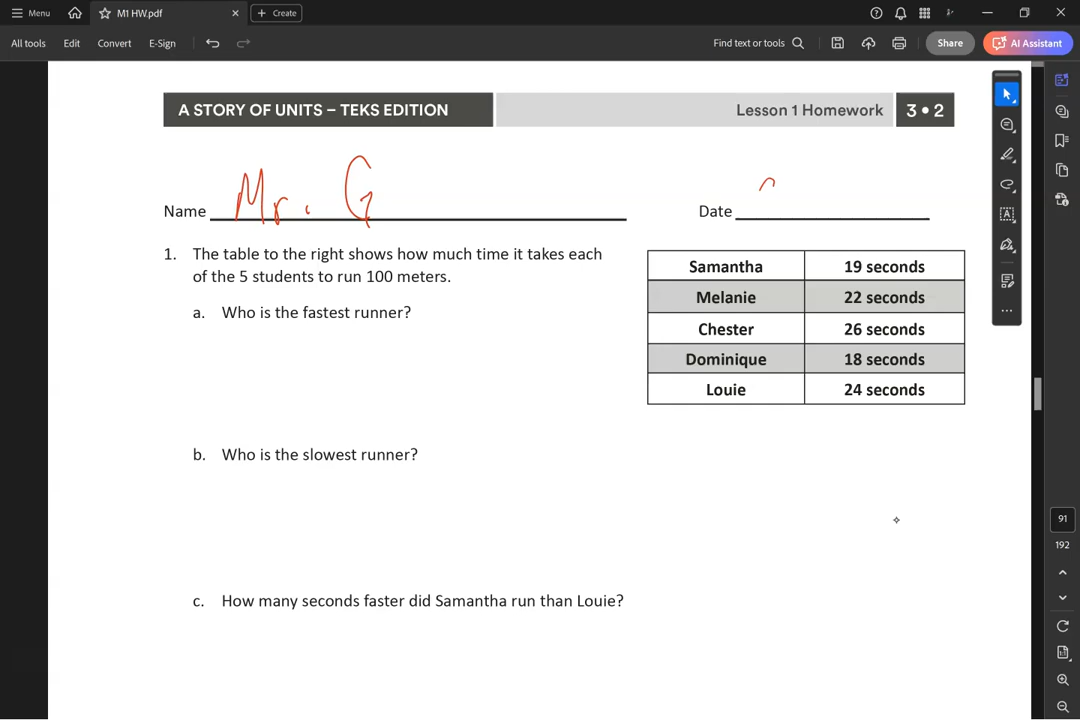 Menu M1 HW.pdf Create
All tools Edit Convert E-Sign Find text or tools Share AI Assistant
A STORY OF UNITS – TEKS EDITION Lesson 1 Homework 3 • 2
Name Mr. G Date
1. The table to the right shows how much time it takes each
of the 5 students to run 100 meters.
a. Who is the fastest runner?
Samantha 19 seconds
Melanie 22 seconds
Chester 26 seconds
Dominique 18 seconds
Louie 24 seconds
b. Who is the slowest runner?
c. How many seconds faster did Samantha run than Louie?
91
192